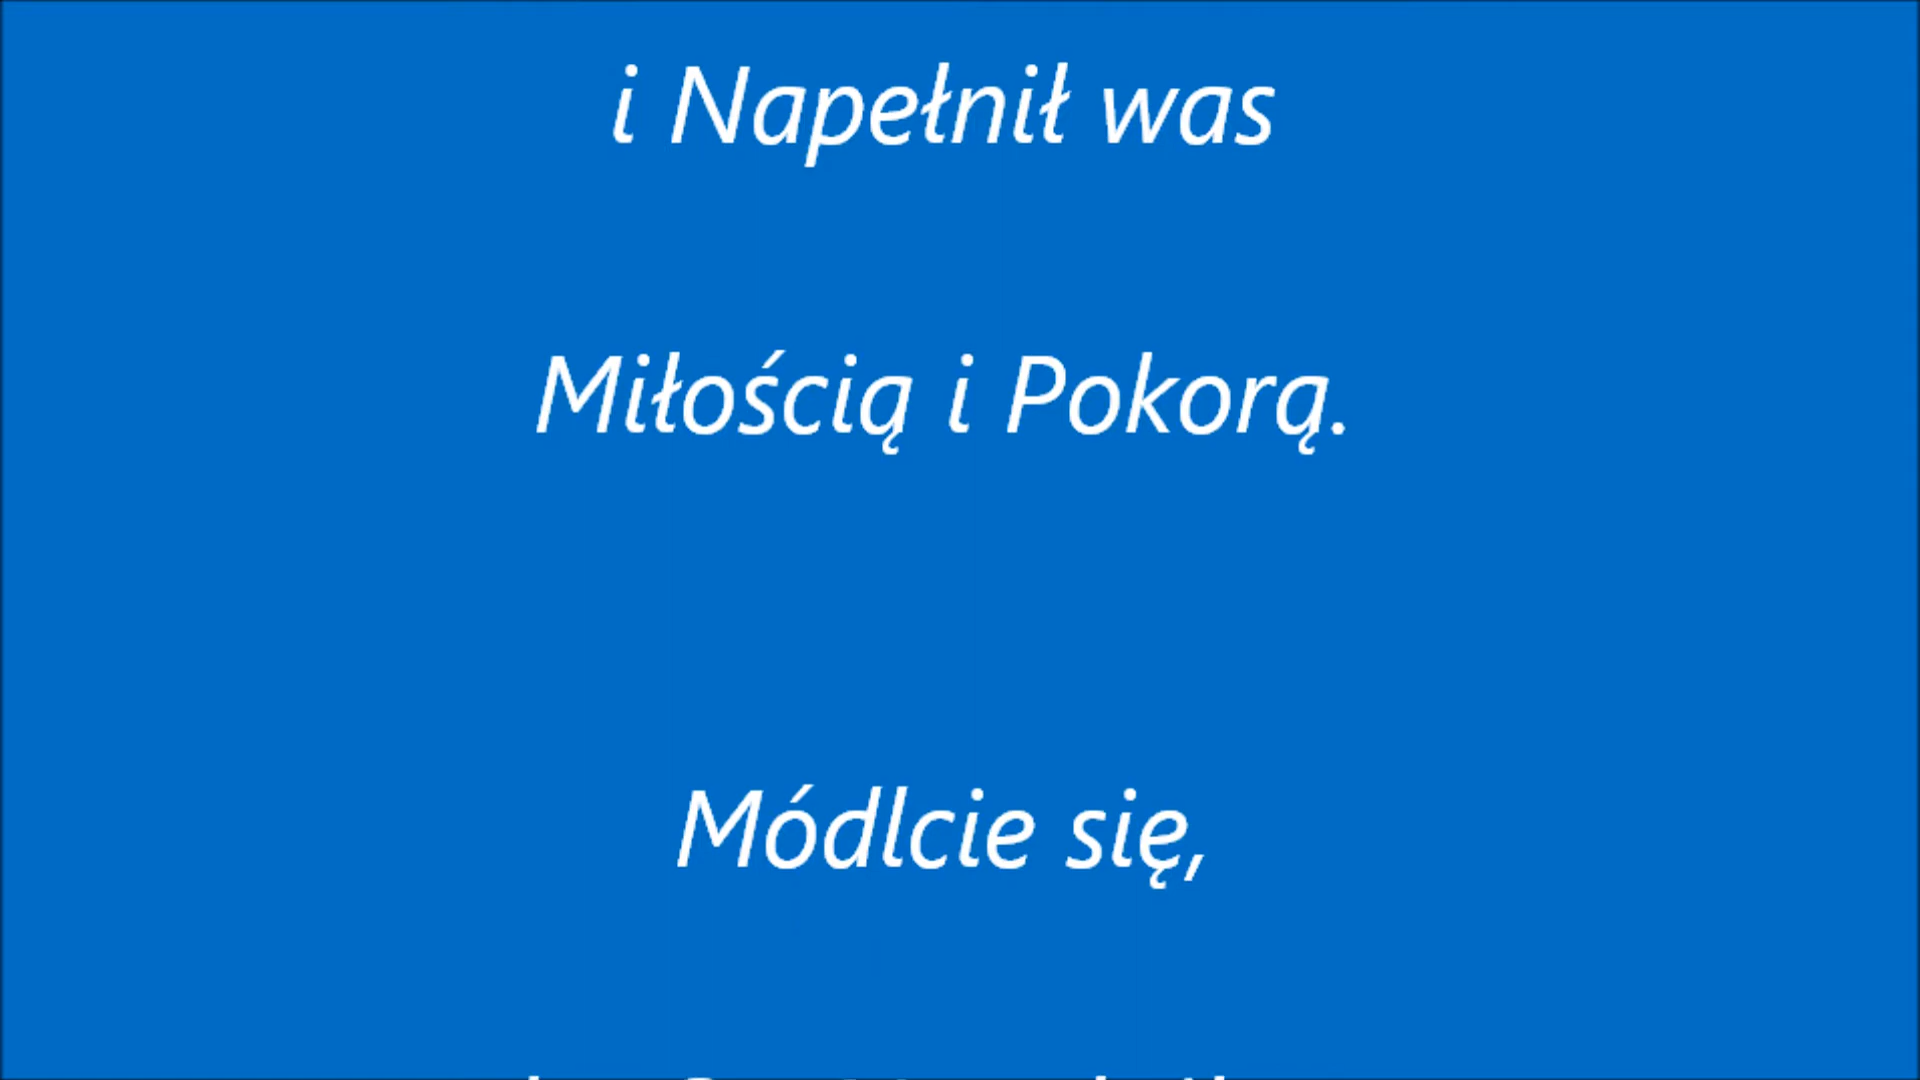 i Napełnił was
Miłością i Pokorą.
Módlcie się,